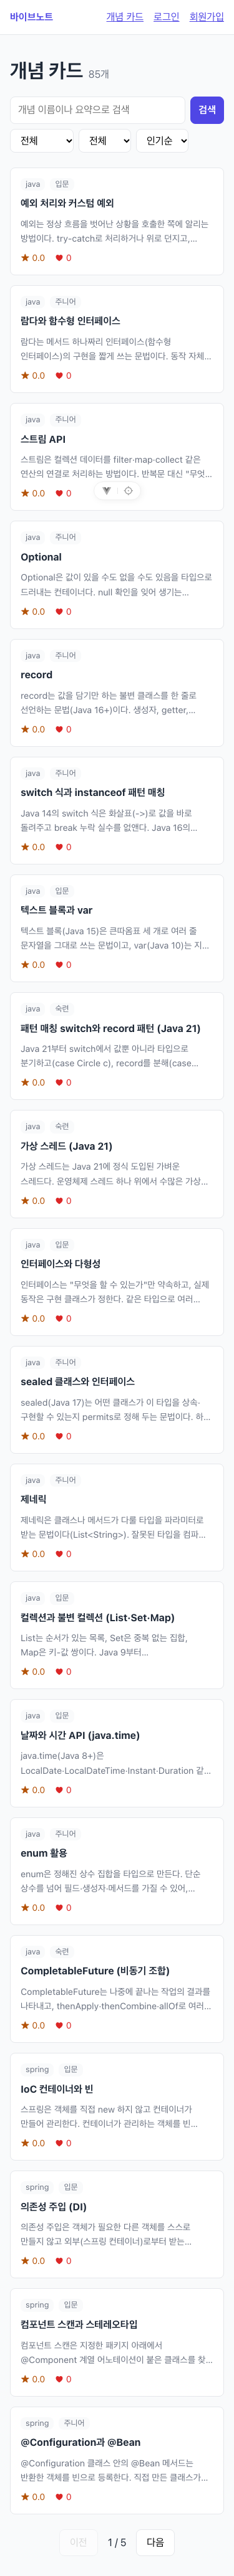 바이브노트 개념 카드 로그인 회원가입
개념 카드 85개
개념 이름이나 요약으로 검색 검색
전체 전체 인기순
java 입문
예외 처리와 커스텀 예외
예외는 정상 흐름을 벗어난 상황을 호출한 쪽에 알리는
방법이다. try-catch로 처리하거나 위로 던지고,...
★ 0.0 ♥ 0
java 주니어
람다와 함수형 인터페이스
람다는 메서드 하나짜리 인터페이스(함수형
인터페이스)의 구현을 짧게 쓰는 문법이다. 동작 자체...
★ 0.0 ♥ 0
java 주니어
스트림 API
스트림은 컬렉션 데이터를 filter·map·collect 같은
연산의 연결로 처리하는 방법이다. 반복문 대신 "무엇...
★ 0.0 ♥ 0
java 주니어
Optional
Optional은 값이 있을 수도 없을 수도 있음을 타입으로
드러내는 컨테이너다. null 확인을 잊어 생기는...
★ 0.0 ♥ 0
java 주니어
record
record는 값을 담기만 하는 불변 클래스를 한 줄로
선언하는 문법(Java 16+)이다. 생성자, getter,...
★ 0.0 ♥ 0
java 주니어
switch 식과 instanceof 패턴 매칭
Java 14의 switch 식은 화살표(->)로 값을 바로
돌려주고 break 누락 실수를 없앤다. Java 16의...
★ 0.0 ♥ 0
java 입문
텍스트 블록과 var
텍스트 블록(Java 15)은 큰따옴표 세 개로 여러 줄
문자열을 그대로 쓰는 문법이고, var(Java 10)는 지...
★ 0.0 ♥ 0
java 숙련
패턴 매칭 switch와 record 패턴 (Java 21)
Java 21부터 switch에서 값뿐 아니라 타입으로
분기하고(case Circle c), record를 분해(case...
★ 0.0 ♥ 0
java 숙련
가상 스레드 (Java 21)
가상 스레드는 Java 21에 정식 도입된 가벼운
스레드다. 운영체제 스레드 하나 위에서 수많은 가상...
★ 0.0 ♥ 0
java 입문
인터페이스와 다형성
인터페이스는 "무엇을 할 수 있는가"만 약속하고, 실제
동작은 구현 클래스가 정한다. 같은 타입으로 여러...
★ 0.0 ♥ 0
java 주니어
sealed 클래스와 인터페이스
sealed(Java 17)는 어떤 클래스가 이 타입을 상속·
구현할 수 있는지 permits로 정해 두는 문법이다. 하...
★ 0.0 ♥ 0
java 주니어
제네릭
제네릭은 클래스나 메서드가 다룰 타입을 파라미터로
받는 문법이다(List<String>). 잘못된 타입을 컴파...
★ 0.0 ♥ 0
java 입문
컬렉션과 불변 컬렉션 (List·Set·Map)
List는 순서가 있는 목록, Set은 중복 없는 집합,
Map은 키-값 쌍이다. Java 9부터...
★ 0.0 ♥ 0
java 입문
날짜와 시간 API (java.time)
java.time(Java 8+)은
LocalDate·LocalDateTime·Instant·Duration 같...
★ 0.0 ♥ 0
java 주니어
enum 활용
enum은 정해진 상수 집합을 타입으로 만든다. 단순
상수를 넘어 필드·생성자·메서드를 가질 수 있어,...
★ 0.0 ♥ 0
java 숙련
CompletableFuture (비동기 조합)
CompletableFuture는 나중에 끝나는 작업의 결과를
나타내고, thenApply·thenCombine·allOf로 여러...
★ 0.0 ♥ 0
spring 입문
IoC 컨테이너와 빈
스프링은 객체를 직접 new 하지 않고 컨테이너가
만들어 관리한다. 컨테이너가 관리하는 객체를 빈...
★ 0.0 ♥ 0
spring 입문
의존성 주입 (DI)
의존성 주입은 객체가 필요한 다른 객체를 스스로
만들지 않고 외부(스프링 컨테이너)로부터 받는...
★ 0.0 ♥ 0
spring 입문
컴포넌트 스캔과 스테레오타입
컴포넌트 스캔은 지정한 패키지 아래에서
@Component 계열 어노테이션이 붙은 클래스를 찾...
★ 0.0 ♥ 0
spring 주니어
@Configuration과 @Bean
@Configuration 클래스 안의 @Bean 메서드는
반환한 객체를 빈으로 등록한다. 직접 만든 클래스가...
★ 0.0 ♥ 0
이전 1 / 5 다음